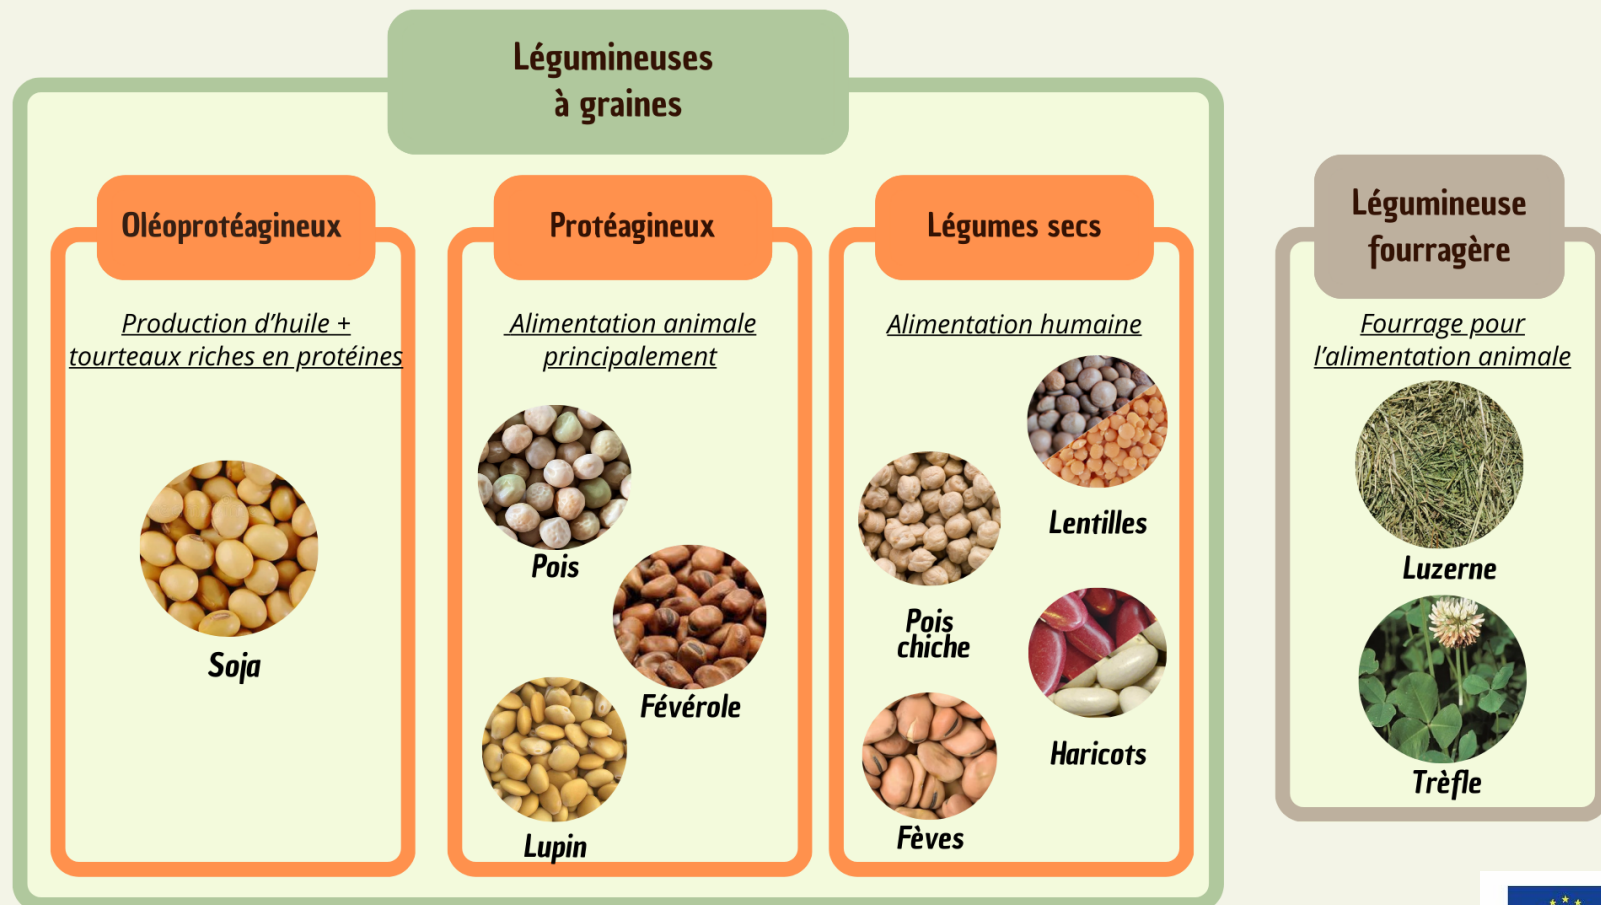 Légumineuses
à graines
Oléoprotéagineux
Production d'huile +
tourteaux riches en protéines
Soja
Protéagineux
Alimentation animale
principalement
Pois
Févérole
Lupin
Légumes secs
Alimentation humaine
Lentilles
Pois
chiche
Haricots
Fèves
Légumineuse
fourragère
Fourrage pour
l'alimentation animale
Luzerne
Trèfle